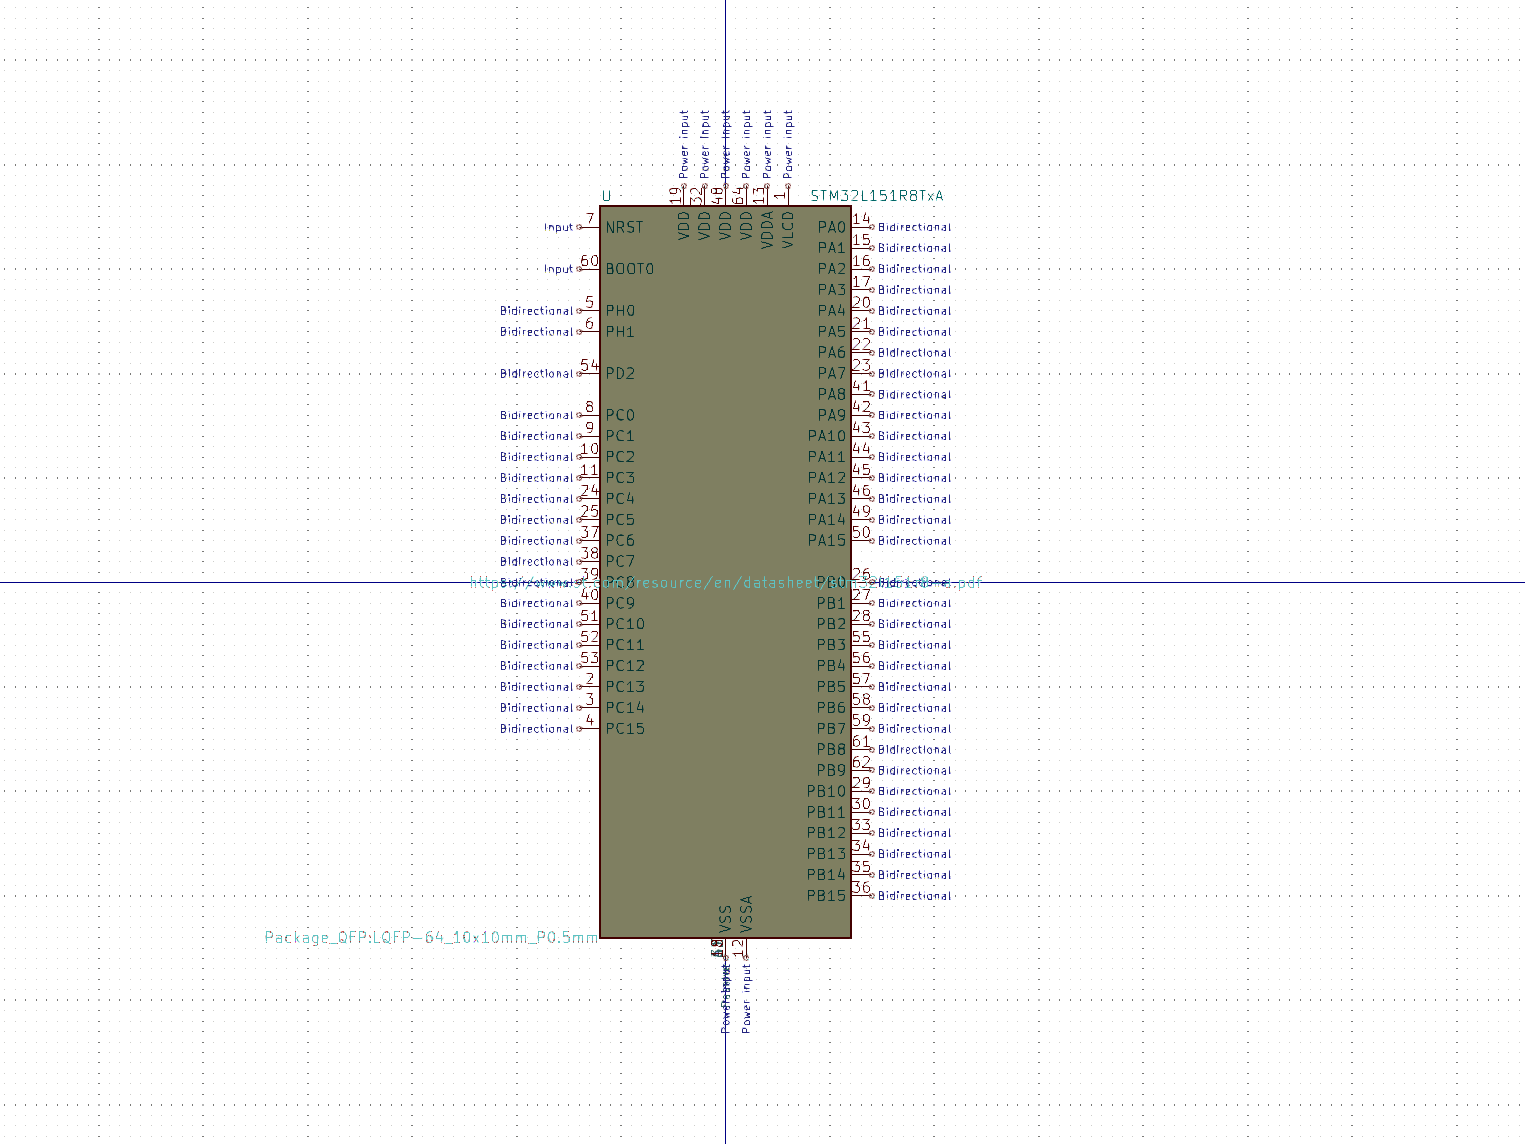 Power input Power input Power input Power input Power input Power input
19 32 48 64 13 1
U STM32L151R8TxA
VDD VDD VDD VDD VDDA VLCD
Input 7 NRST PA0 14 Bidirectional
PA1 15 Bidirectional
Input 60 BOOT0 PA2 16 Bidirectional
PA3 17 Bidirectional
Bidirectional 5 PH0 PA4 20 Bidirectional
Bidirectional 6 PH1 PA5 21 Bidirectional
PA6 22 Bidirectional
Bidirectional 54 PD2 PA7 23 Bidirectional
PA8 41 Bidirectional
Bidirectional 8 PC0 PA9 42 Bidirectional
Bidirectional 9 PC1 PA10 43 Bidirectional
Bidirectional 10 PC2 PA11 44 Bidirectional
Bidirectional 11 PC3 PA12 45 Bidirectional
Bidirectional 24 PC4 PA13 46 Bidirectional
Bidirectional 25 PC5 PA14 49 Bidirectional
Bidirectional 37 PC6 PA15 50 Bidirectional
Bidirectional 38 PC7
Bidirectional 39 PC8 PB0 26 Bidirectional
Bidirectional 40 PC9 PB1 27 Bidirectional
Bidirectional 51 PC10 PB2 28 Bidirectional
Bidirectional 52 PC11 PB3 55 Bidirectional
Bidirectional 53 PC12 PB4 56 Bidirectional
Bidirectional 2 PC13 PB5 57 Bidirectional
Bidirectional 3 PC14 PB6 58 Bidirectional
Bidirectional 4 PC15 PB7 59 Bidirectional
PB8 61 Bidirectional
PB9 62 Bidirectional
PB10 29 Bidirectional
PB11 30 Bidirectional
PB12 33 Bidirectional
PB13 34 Bidirectional
PB14 35 Bidirectional
PB15 36 Bidirectional
VSS VSSA
Package_QFP:LQFP-64_10x10mm_P0.5mm
12
Power input Power input